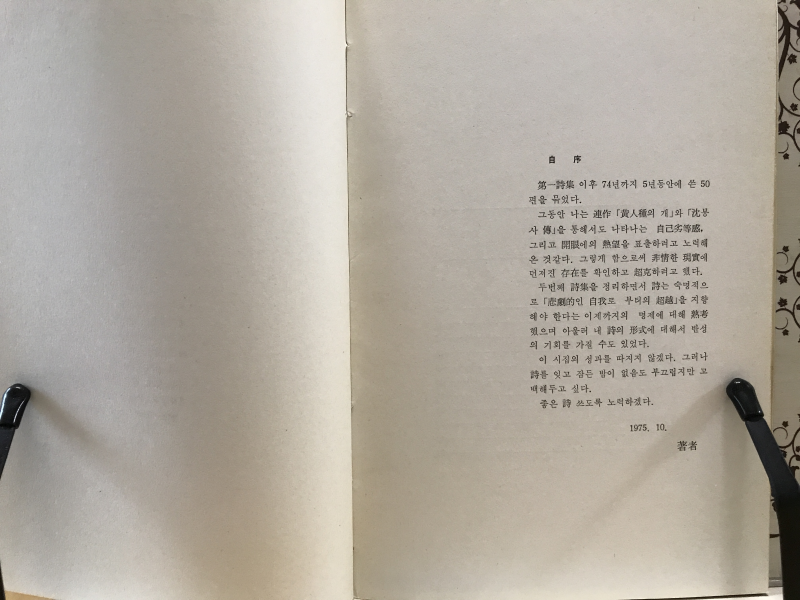 自 序
第一詩集 이후 74년까지 5년동안에 쓴 50
편을 묶었다.
그동안 나는 連作「黃人種의 개」와「沈봉
사 傳」을 통해서도 나타나는 自己劣等感,
그리고 開眼에의 熱望을 표출하려고 노력해
온 것같다. 그렇게 함으로써 非情한 現實에
던져진 存在를 확인하고 超克하려고 했다.
두번째 詩集을 정리하면서 詩는 숙명적으
로「悲劇的인 自我로 부터의 超越」을 지향
해야 한다는 이제까지의 명제에 대해 熟考
했으며 아울러 내 詩의 形式에 대해서 반성
의 기회를 가질 수도 있었다.
이 시집의 성과를 따지지 않겠다. 그러나
詩를 잊고 잠든 밤이 없음도 부끄럽지만 고
백해두고 싶다.
좋은 詩 쓰도록 노력하겠다.
1975. 10.
著者